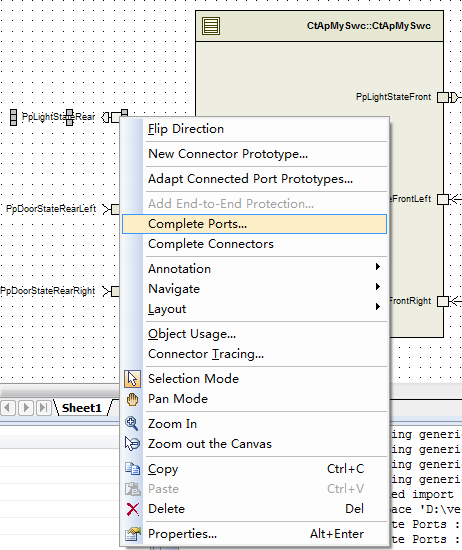 CtApMySwc::CtApMySwc
PpLightStateFront
PpLightStateRear
Flip Direction
New Connector Prototype...
Adapt Connected Port Prototypes...
Add End-to-End Protection...
FrontLeft
PpDoorStateRearLeft
Complete Ports...
Complete Connectors
Annotation
Navigate
PpDoorStateRearRight
FrontRight
Layout
Object Usage...
Connector Tracing...
Selection Mode
Sheet1
Pan Mode
Zoom In
ing generi
Zoom out the Canvas
ing generi
ing generi
Copy Ctrl+C
ing generi
Paste Ctrl+V
ed import
Delete Del
ace 'D:\ve
te Ports :
Properties... Alt+Enter
te Ports :